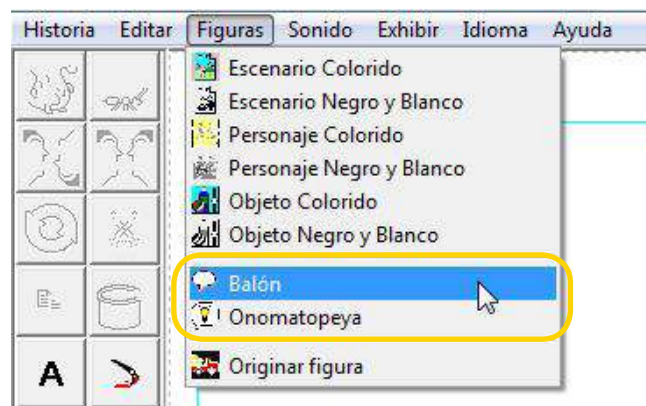 Historia Editar Figuras Sonido Exhibir Idioma Ayuda
Escenario Colorido
Escenario Negro y Blanco
Personaje Colorido
Personaje Negro y Blanco
Objeto Colorido
Objeto Negro y Blanco
Balón
Onomatopeya
Originar figura
A